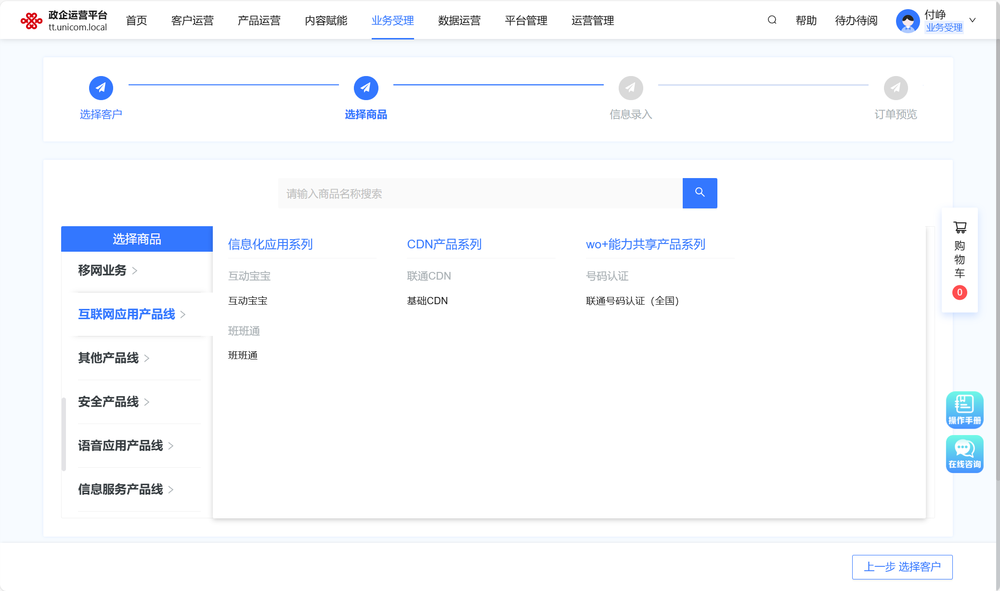 政企运营平台
tt.unicom.local
首页 客户运营 产品运营 内容赋能 业务受理 数据运营 平台管理 运营管理 帮助 待办待阅 付峥
业务受理
选择客户 选择商品 信息录入 订单预览
请输入商品名称搜索
选择商品
移网业务
互联网应用产品线
其他产品线
安全产品线
语音应用产品线
信息服务产品线
信息化应用系列
互动宝宝
互动宝宝
班班通
班班通
CDN产品系列
联通CDN
基础CDN
wo+能力共享产品系列
号码认证
联通号码认证（全国）
购
物
车
0
操作手册
在线咨询
上一步 选择客户